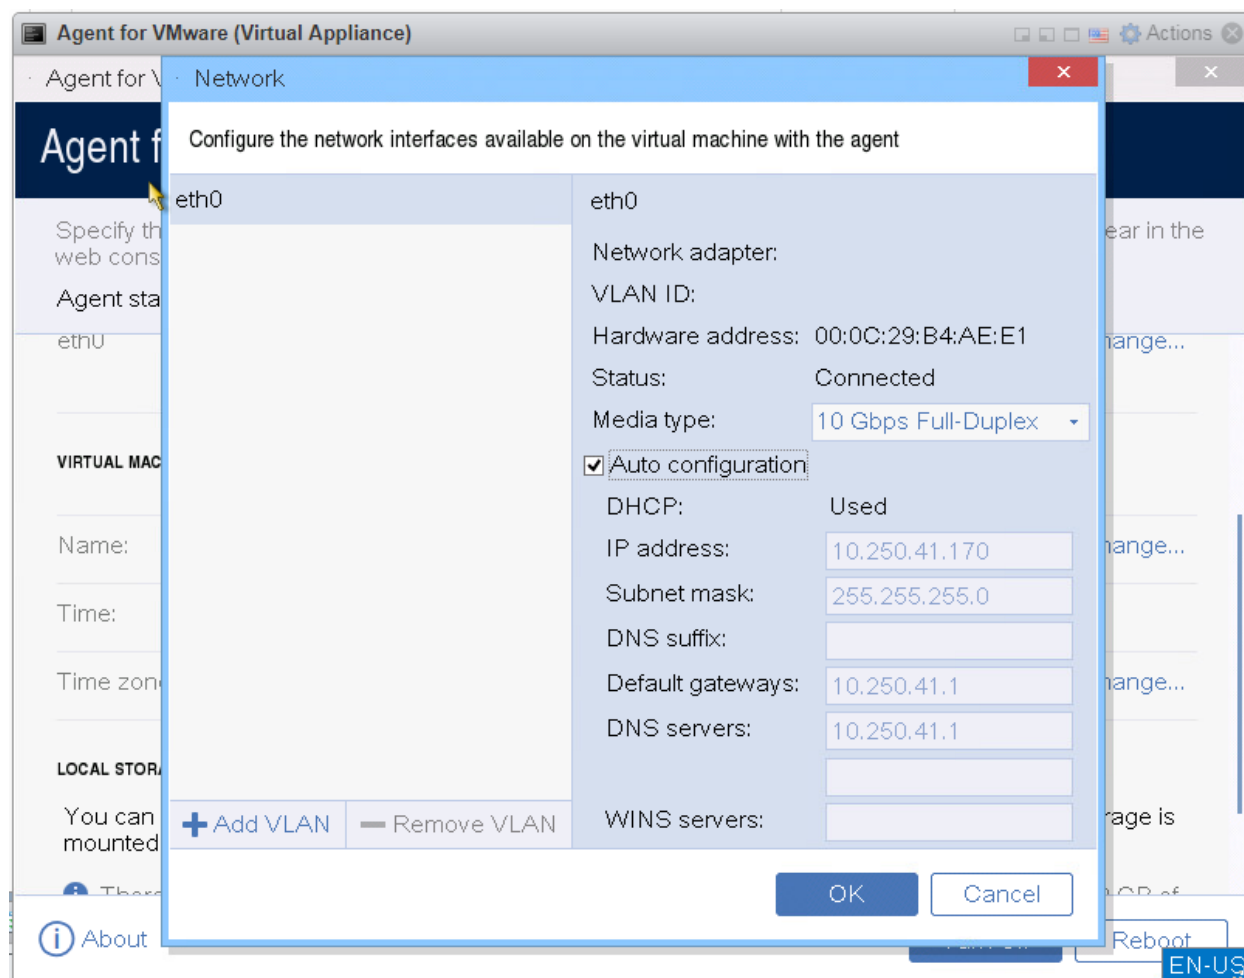 Agent for VMware (Virtual Appliance)
Actions
Agent for V
Network
Agent f
Configure the network interfaces available on the virtual machine with the agent
Specify th
ear in the
web cons
Agent sta
eth0
hange...
VIRTUAL MAC
Name:
hange...
Time:
Time zon
hange...
LOCAL STOR
You can
rage is
mounted
eth0
eth0
Network adapter:
VLAN ID:
Hardware address: 00:0C:29:B4:AE:E1
Status: Connected
Media type: 10 Gbps Full-Duplex
Auto configuration
DHCP: Used
IP address: 10.250.41.170
Subnet mask: 255.255.255.0
DNS suffix:
Default gateways: 10.250.41.1
DNS servers: 10.250.41.1
WINS servers:
Add VLAN
Remove VLAN
OK
Cancel
About
Reboot
EN-US